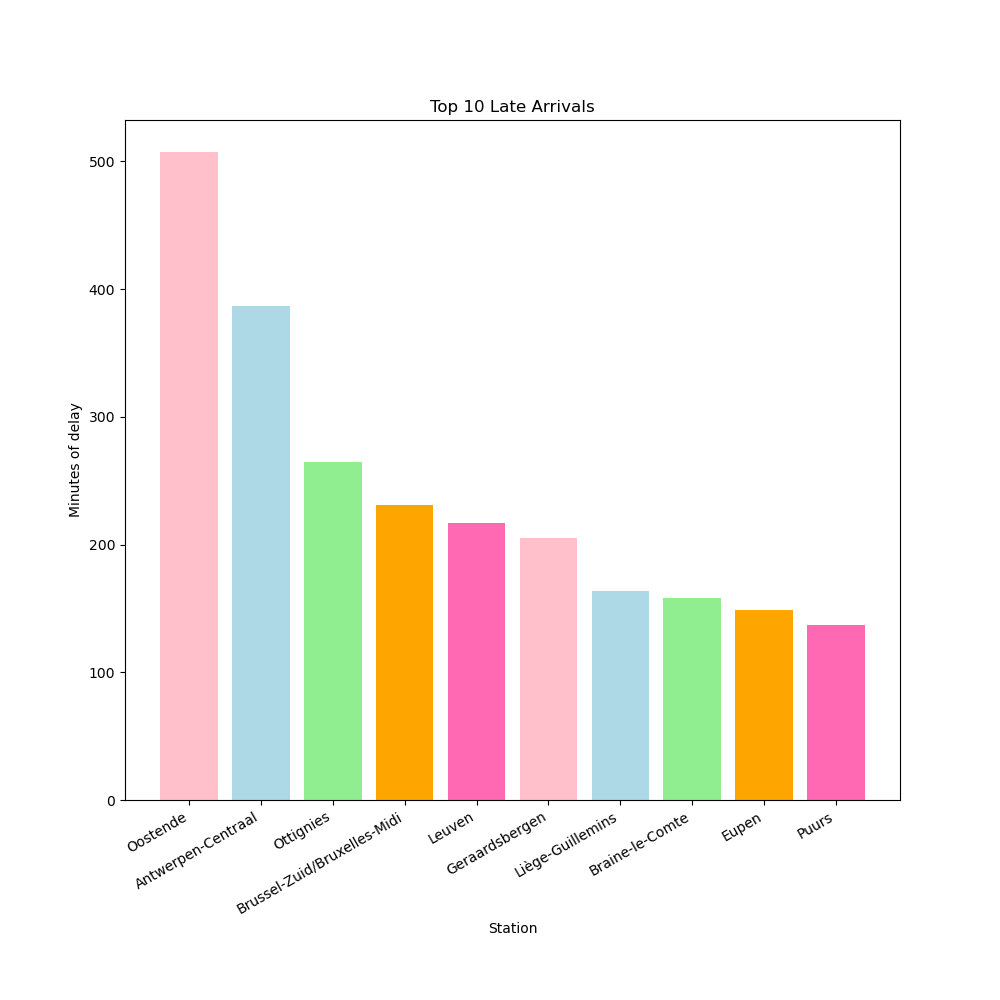 Top 10 Late Arrivals
Minutes of delay
500
400
300
200
100
0
Oostende
Antwerpen-Centraal
Ottignies
Brussel-Zuid/Bruxelles-Midi
Leuven
Geraardsbergen
Liège-Guillemins
Braine-le-Comte
Eupen
Puurs
Station